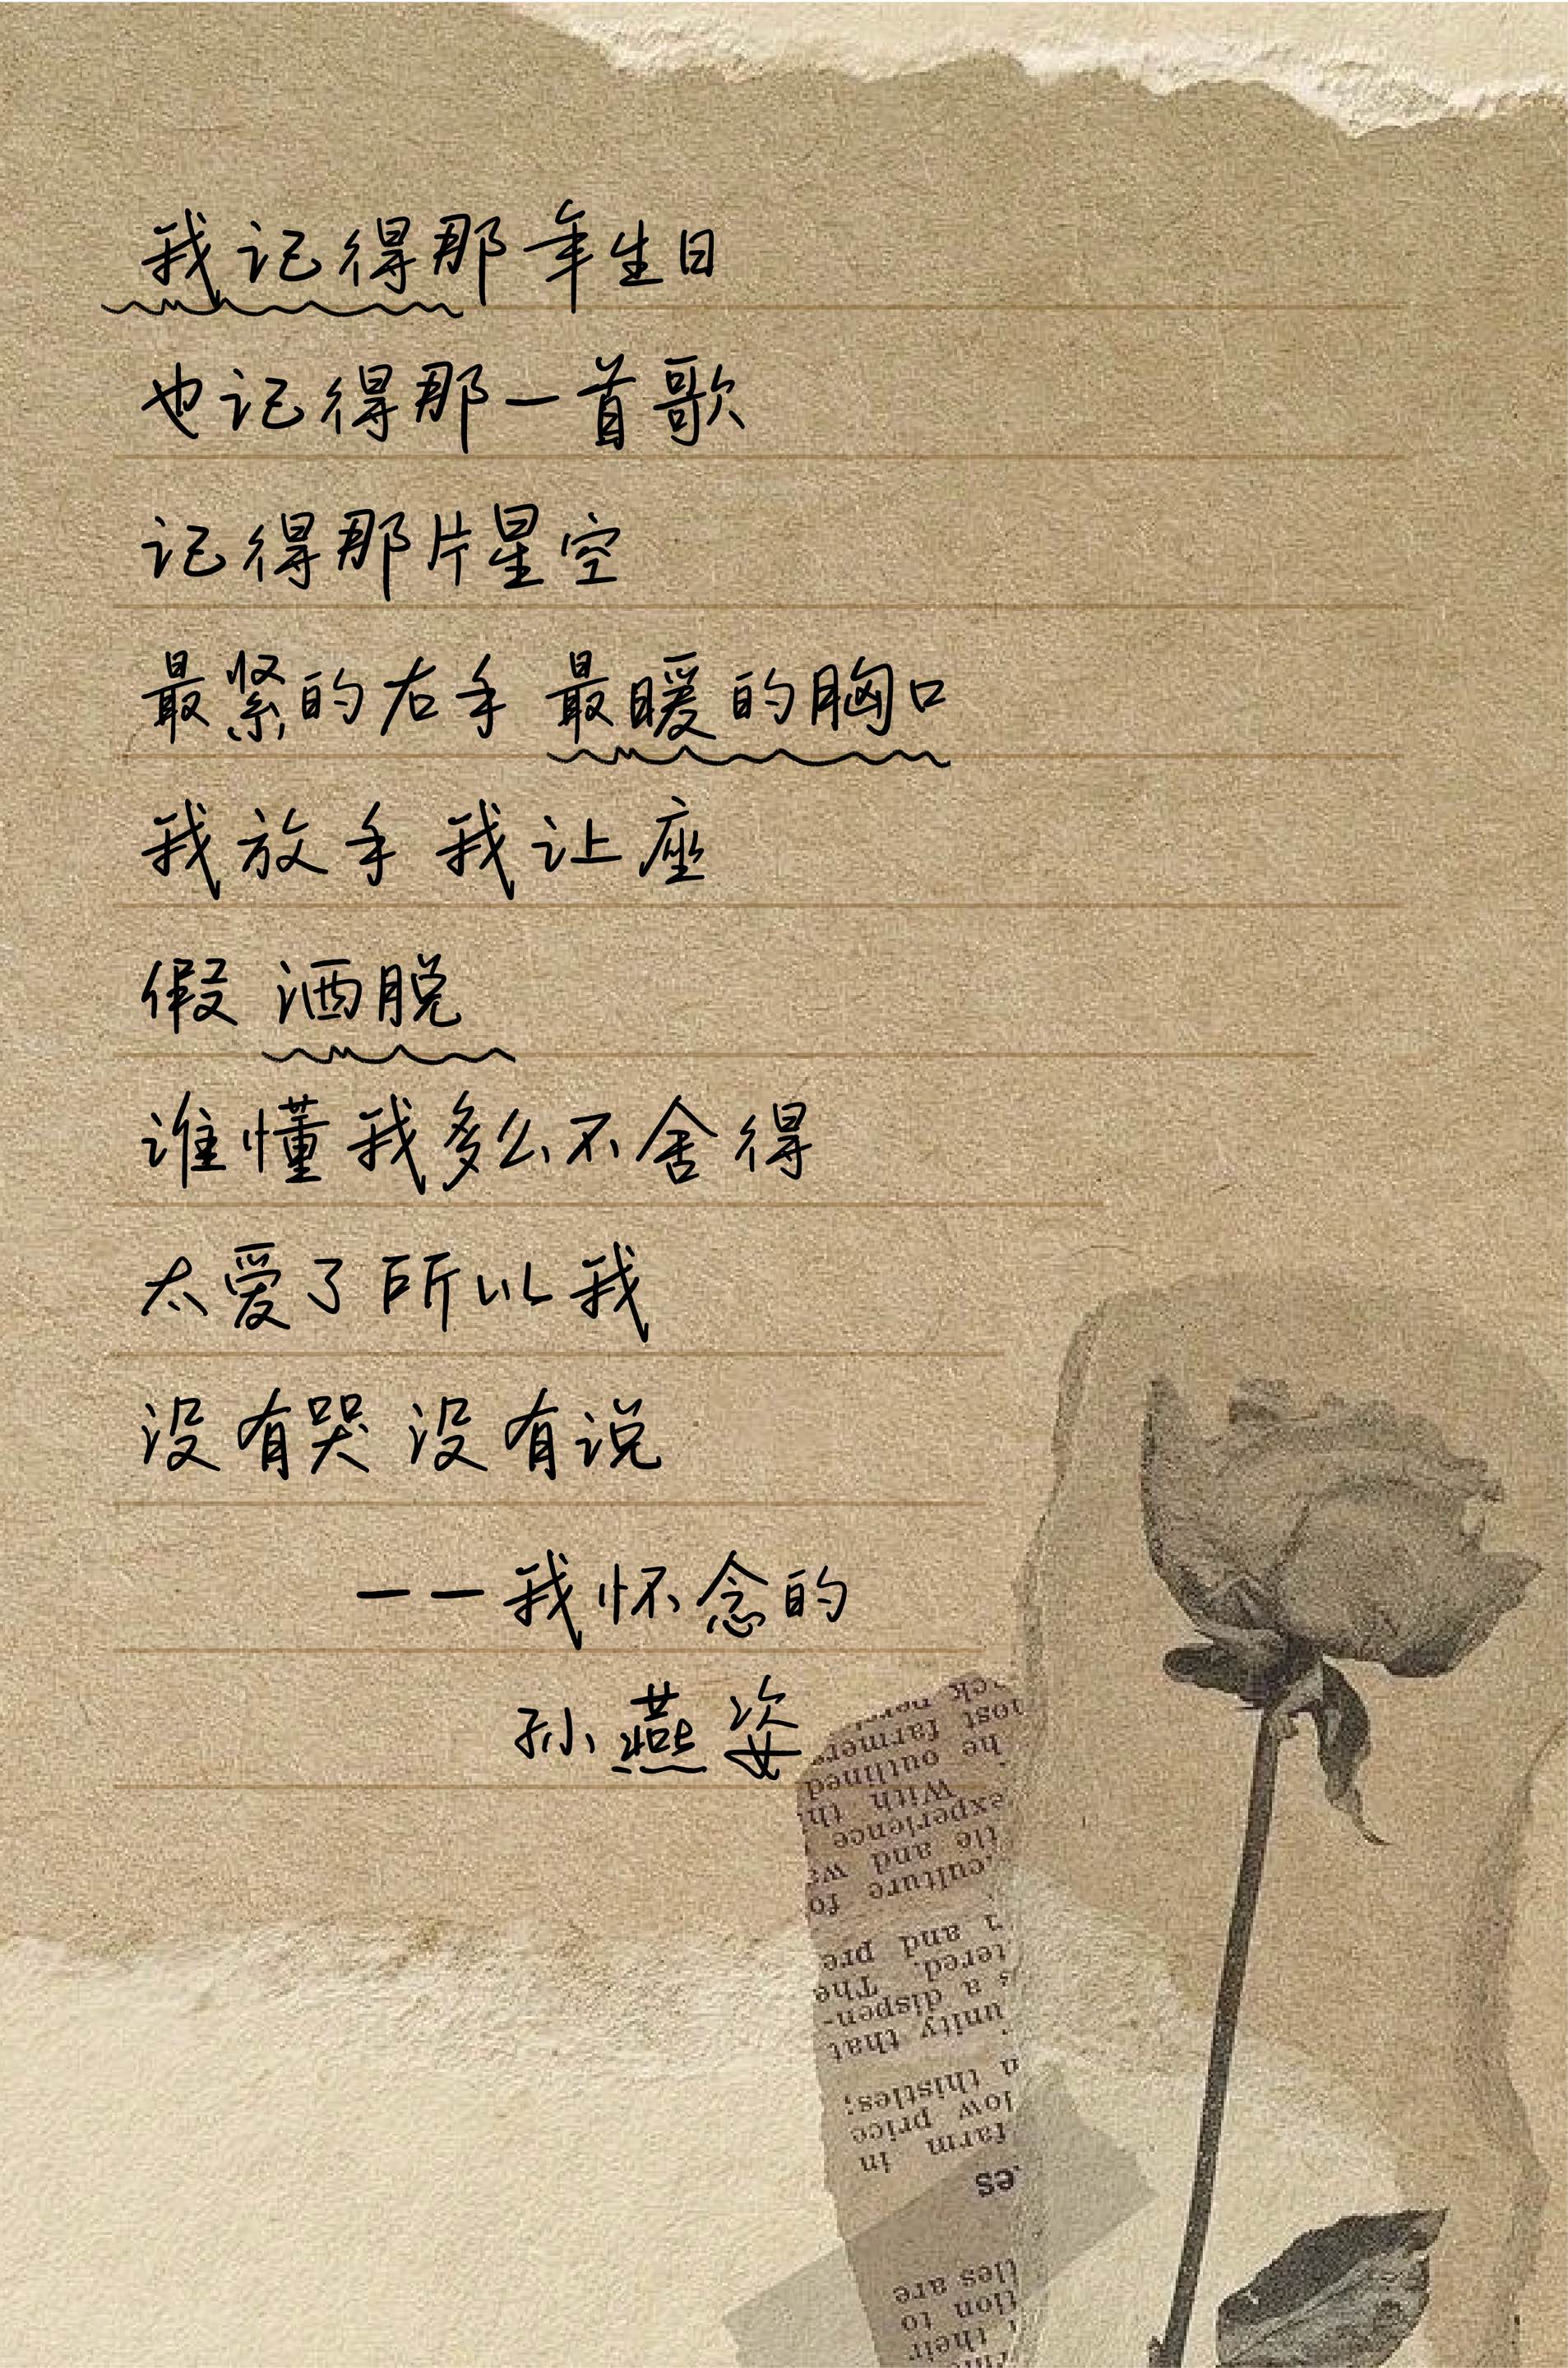 我记得那年生日
也记得那一首歌
记得那片星空
最紧的右手 最暖的胸口
我放手 我让座
假 洒脱
谁懂我多么不舍得
太爱了所以我
没有哭 没有说
——我怀念的
孙燕姿
ost farmers
he outlined
With th
experience
tle and wa
culture fo
and pre
tered. The
s a dispen-
unity that
n thistles;
low price
farm in
es
ties are
tion to
their